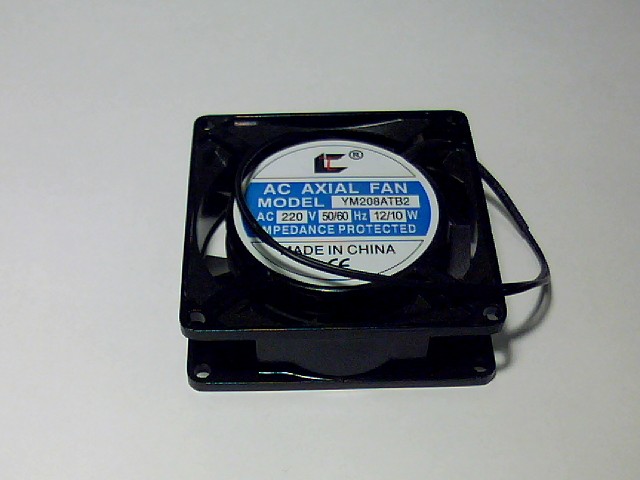 ®
AC AXIAL FAN
MODEL YM208ATB2
AC 220 V 50/60 Hz 12/10 W
IMPEDANCE PROTECTED
MADE IN CHINA
CE